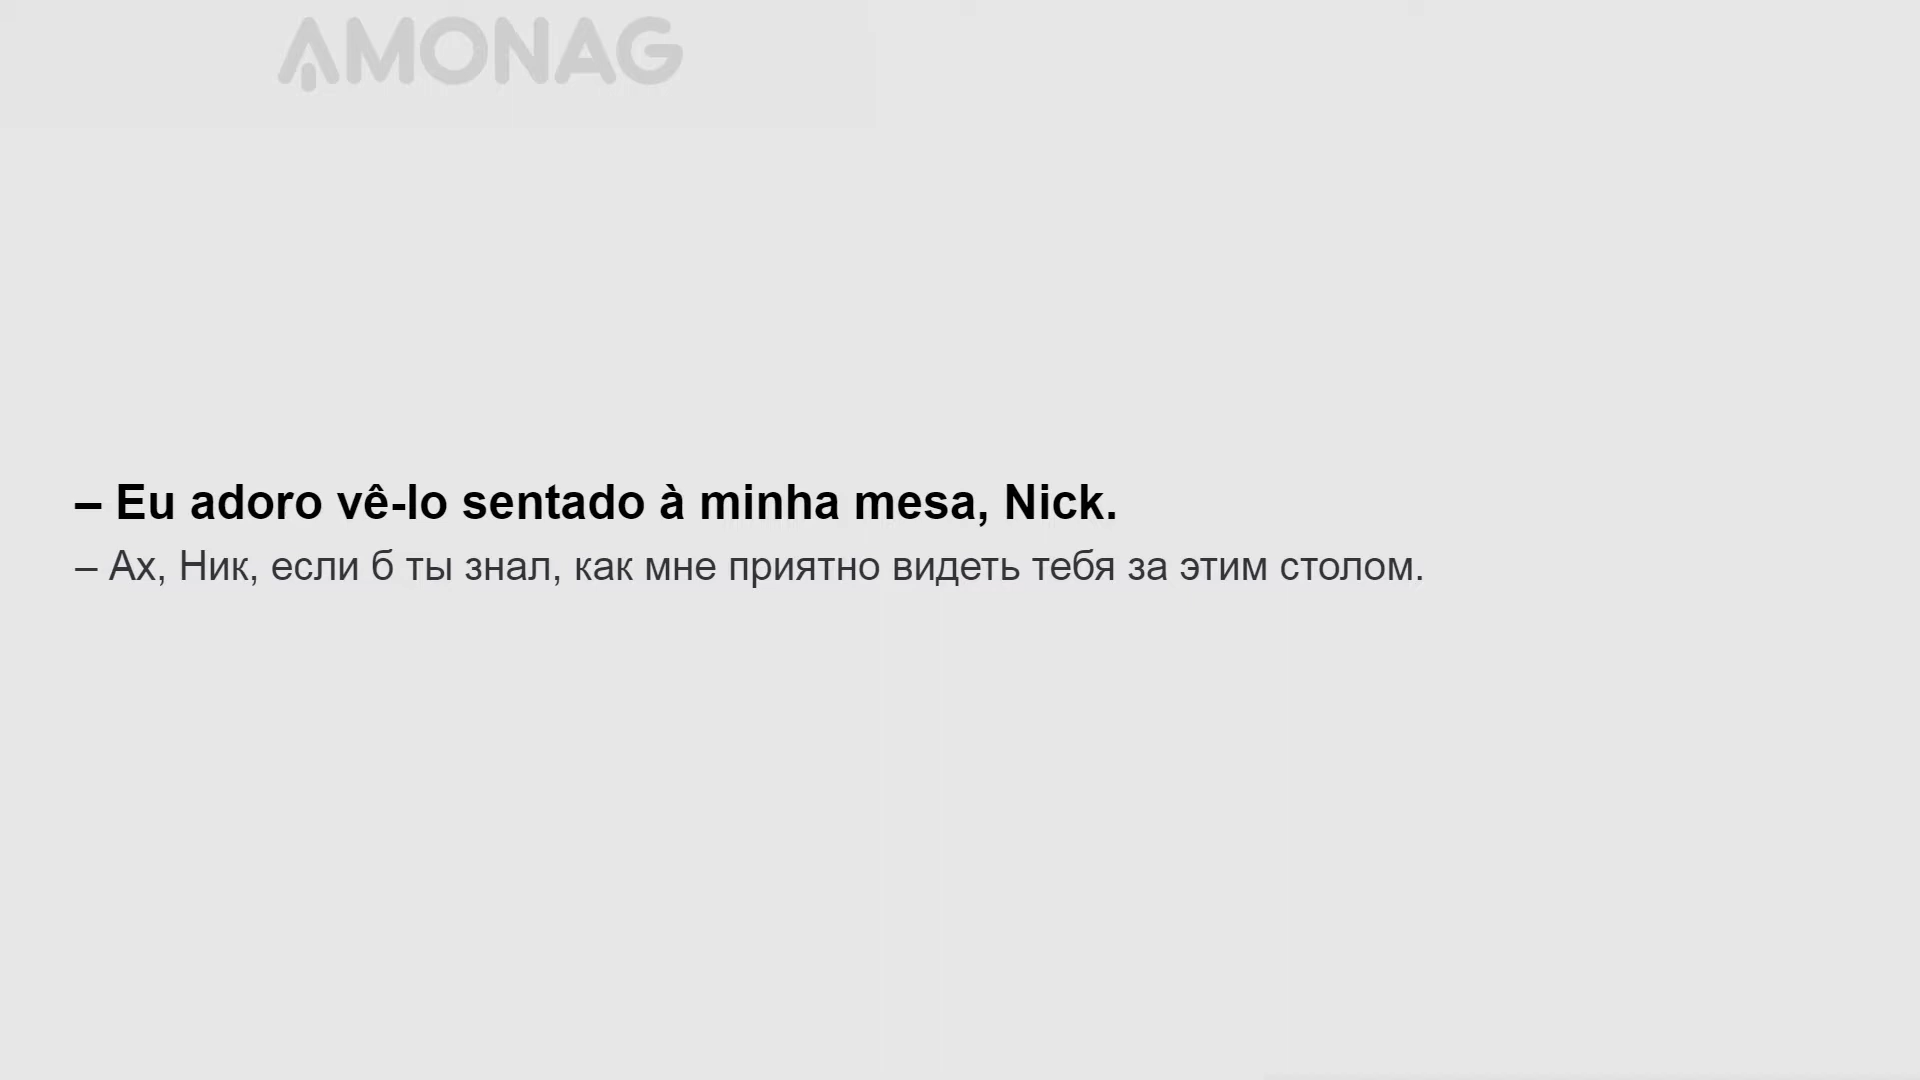 AMONAG
– Eu adoro vê-lo sentado à minha mesa, Nick.
– Ах, Ник, если б ты знал, как мне приятно видеть тебя за этим столом.